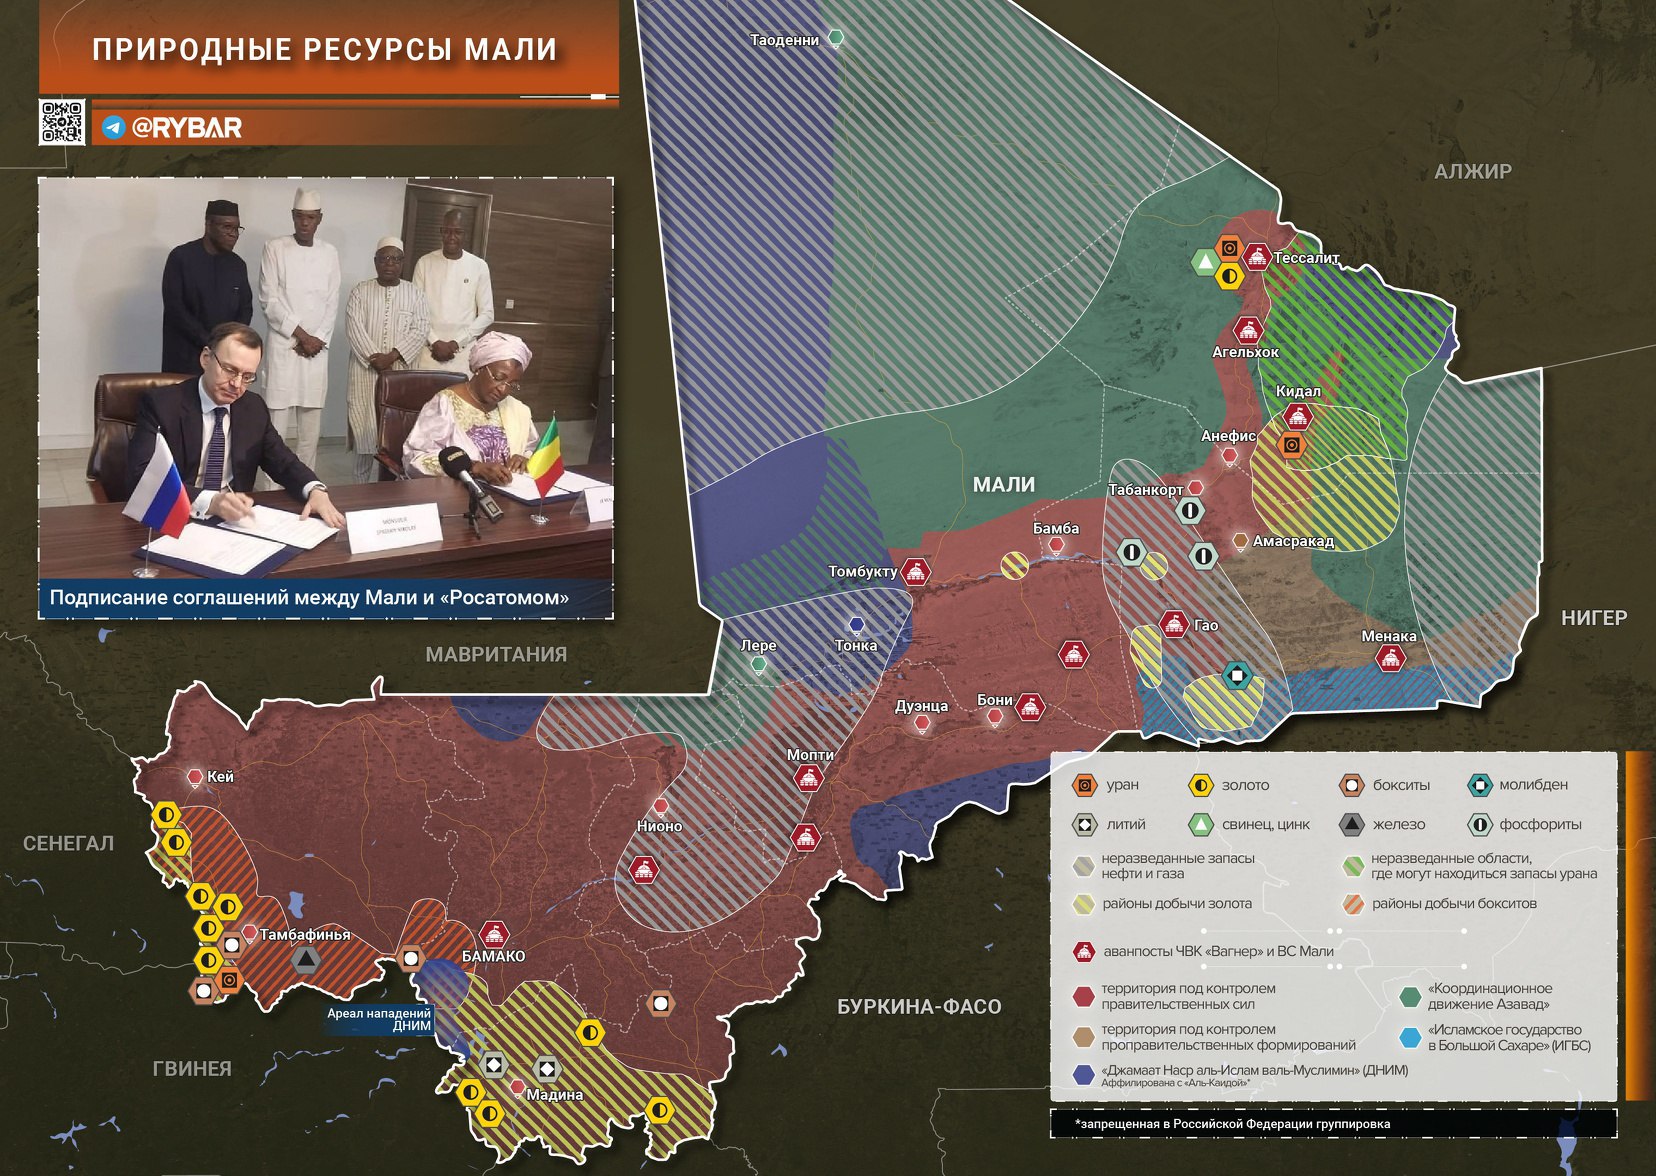 ПРИРОДНЫЕ РЕСУРСЫ МАЛИ
@RYBAR
Подписание соглашений между Мали и «Росатомом»
MONSIEUR
Таоденни
АЛЖИР
Тессалит
Агельхок
Кидал
Анефис
МАЛИ
Табанкорт
Бамба
Амасракад
Томбукту
НИГЕР
Гао
Менака
МАВРИТАНИЯ
Лере
Тонка
Дуэнца
Бони
Мопти
Кей
Нионо
СЕНЕГАЛ
Тамбафинья
БАМАКО
БУРКИНА-ФАСО
Ареал нападений
ДНИМ
ГВИНЕЯ
Мадина
уран
золото
бокситы
молибден
литий
свинец, цинк
железо
фосфориты
неразведанные запасы
нефти и газа
неразведанные области,
где могут находиться запасы урана
районы добычи золота
районы добычи бокситов
аванпосты ЧВК «Вагнер» и ВС Мали
территория под контролем
правительственных сил
«Координационное
движение Азавад»
территория под контролем
проправительственных формирований
«Исламское государство
в Большой Сахаре» (ИГБС)
«Джамаат Наср аль-Ислам валь-Муслимин» (ДНИМ)
Аффилирована с «Аль-Каидой»*
*запрещенная в Российской Федерации группировка